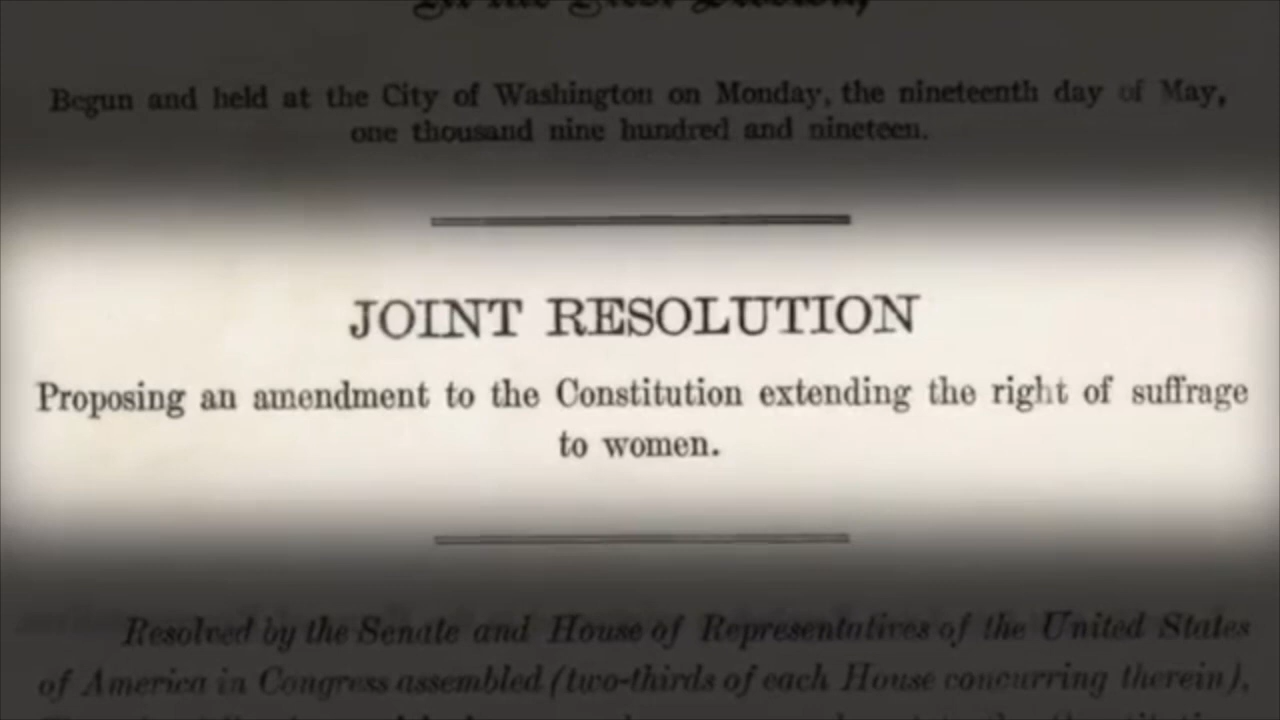 Begun and held at the City of Washington on Monday, the nineteenth day of May,
one thousand nine hundred and nineteen.
JOINT RESOLUTION
Proposing an amendment to the Constitution extending the right of suffrage
to women.
Resolved by the Senate and House of Representatives of the United States
of America in Congress assembled (two-thirds of each House concurring therein),